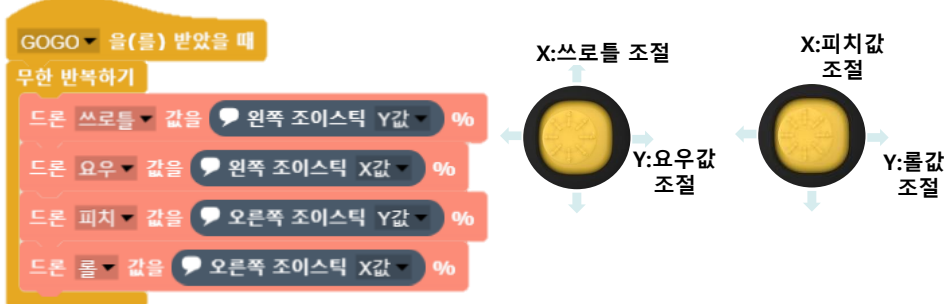 GOGO 을(를) 받았을 때
무한 반복하기
드론 쓰로틀 값을 왼쪽 조이스틱 Y값 %
드론 요우 값을 왼쪽 조이스틱 X값 %
드론 피치 값을 오른쪽 조이스틱 Y값 %
드론 롤 값을 오른쪽 조이스틱 X값 %
X:쓰로틀 조절
Y:요우값
조절
X:피치값
조절
Y:롤값
조절